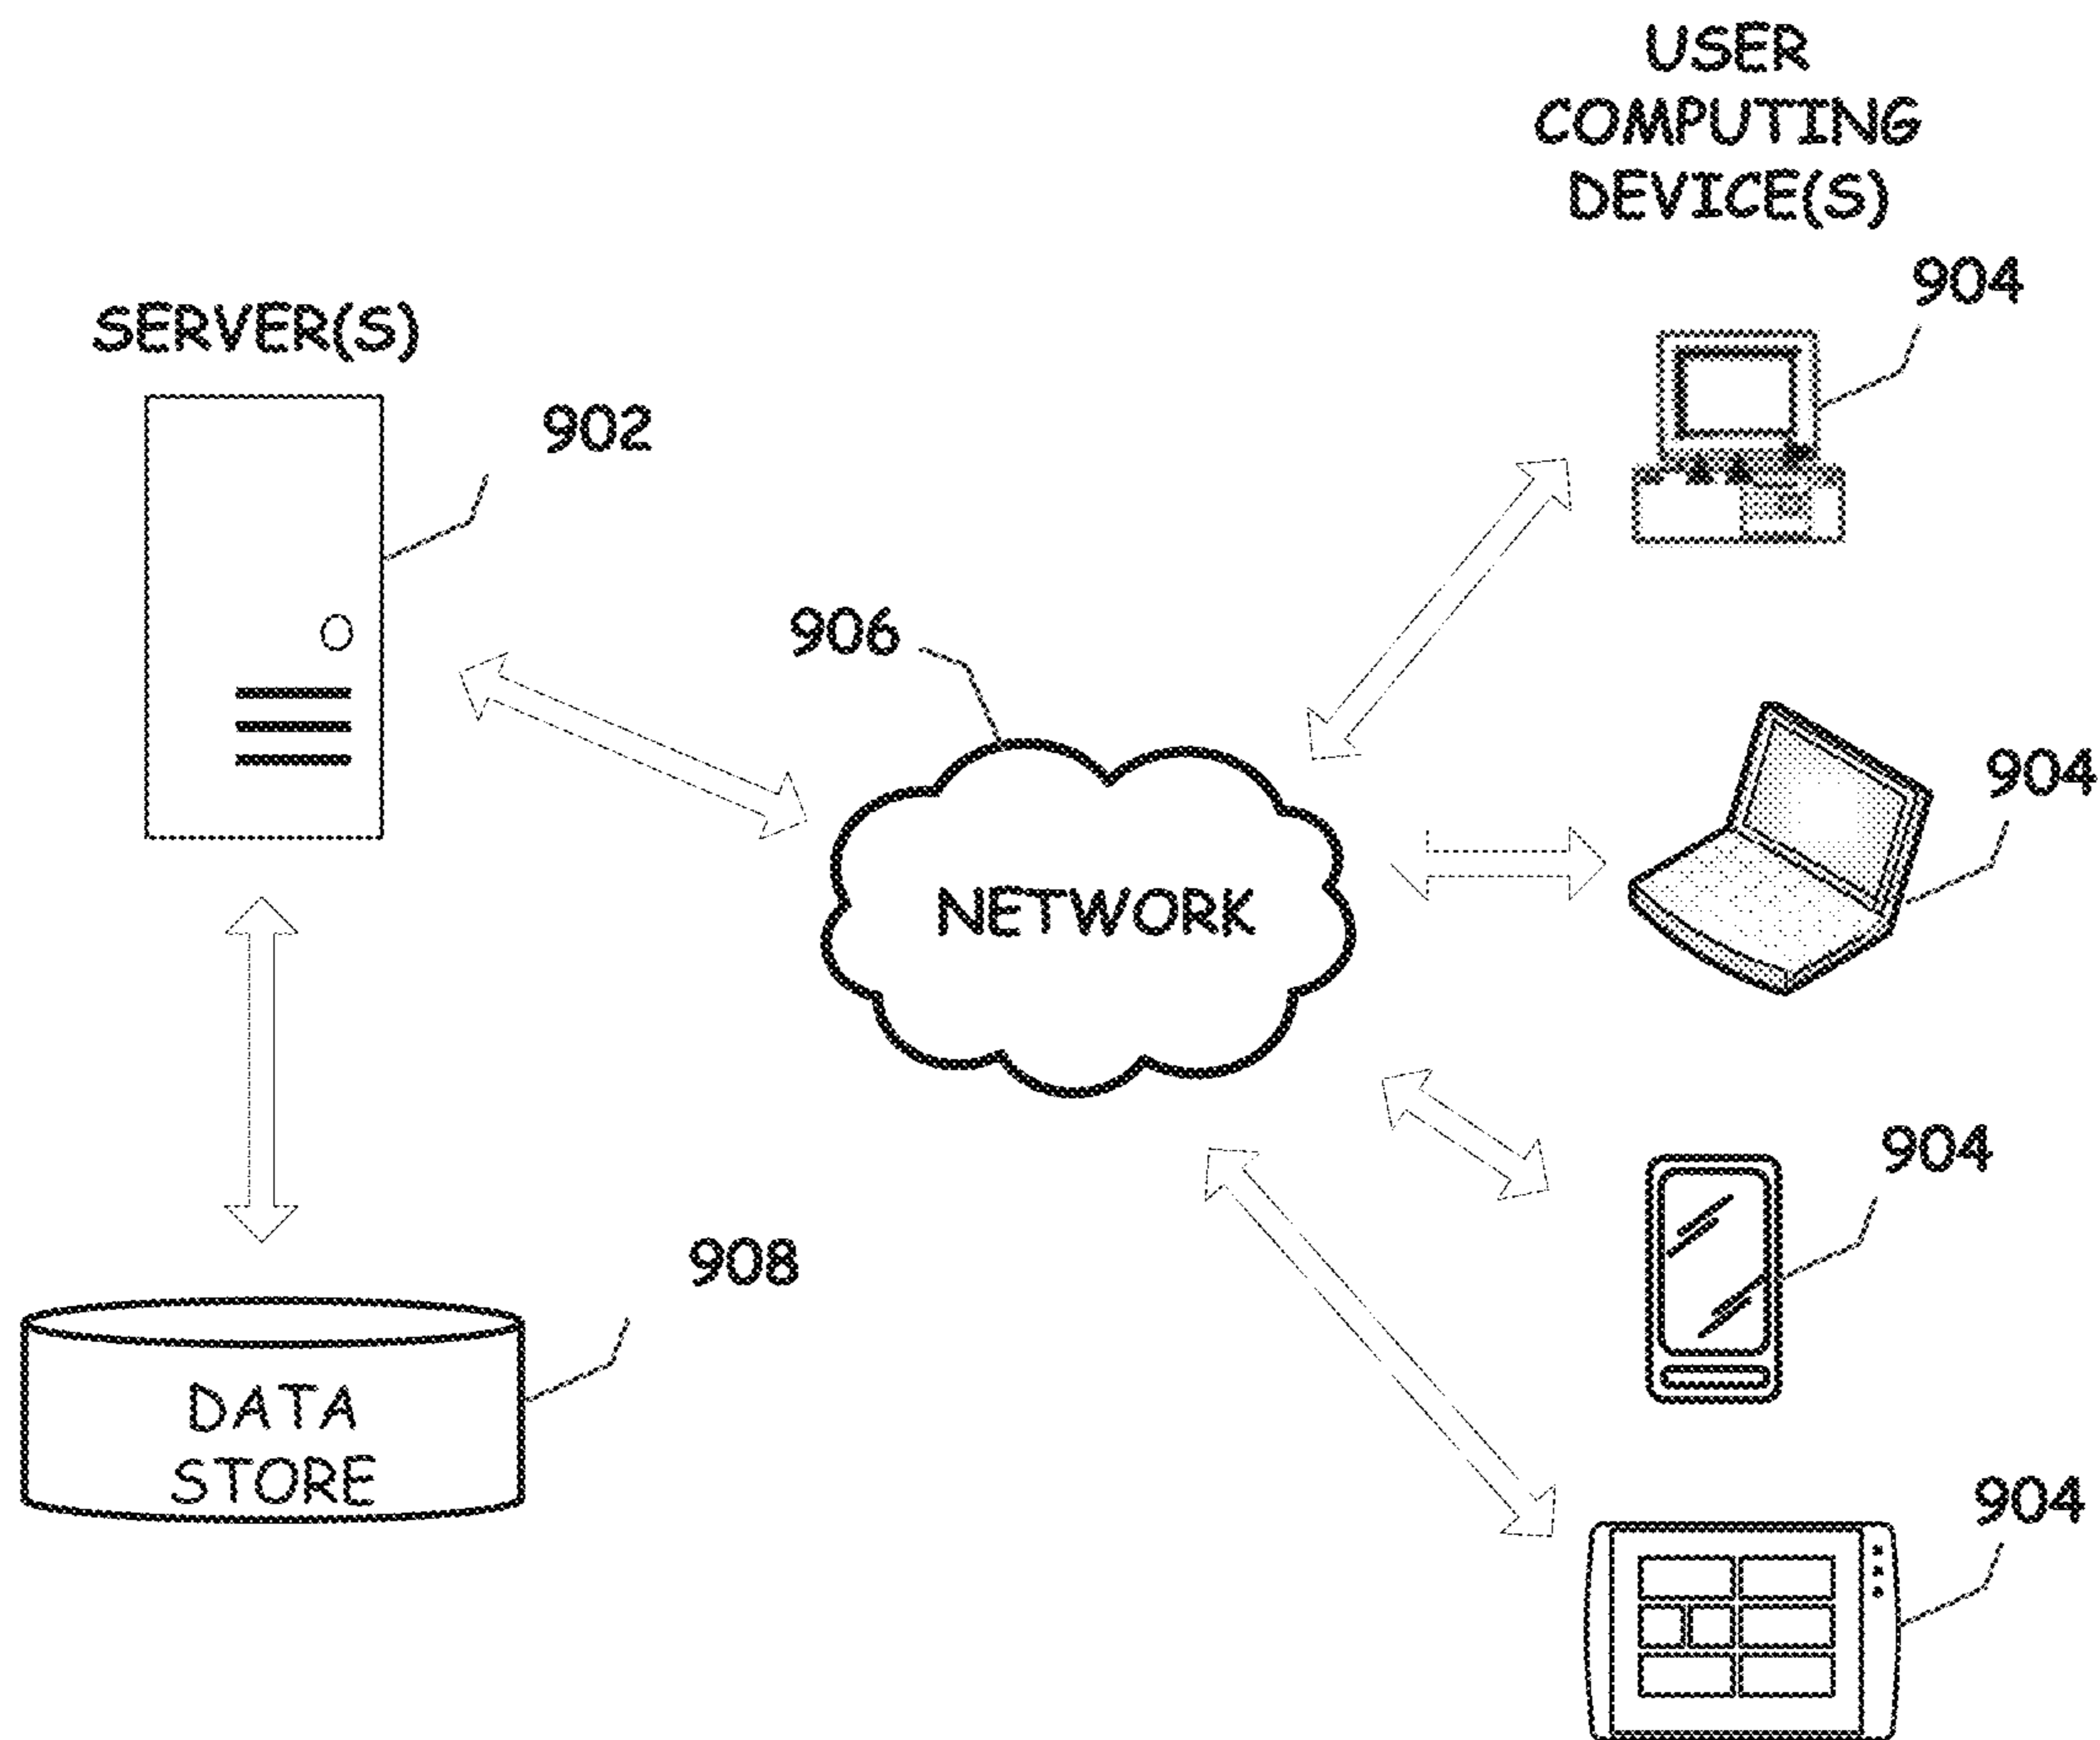 USER
COMPUTING
DEVICE(S)
904
SERVER(S)
902
906
904
NETWORK
904
908
DATA
STORE
904